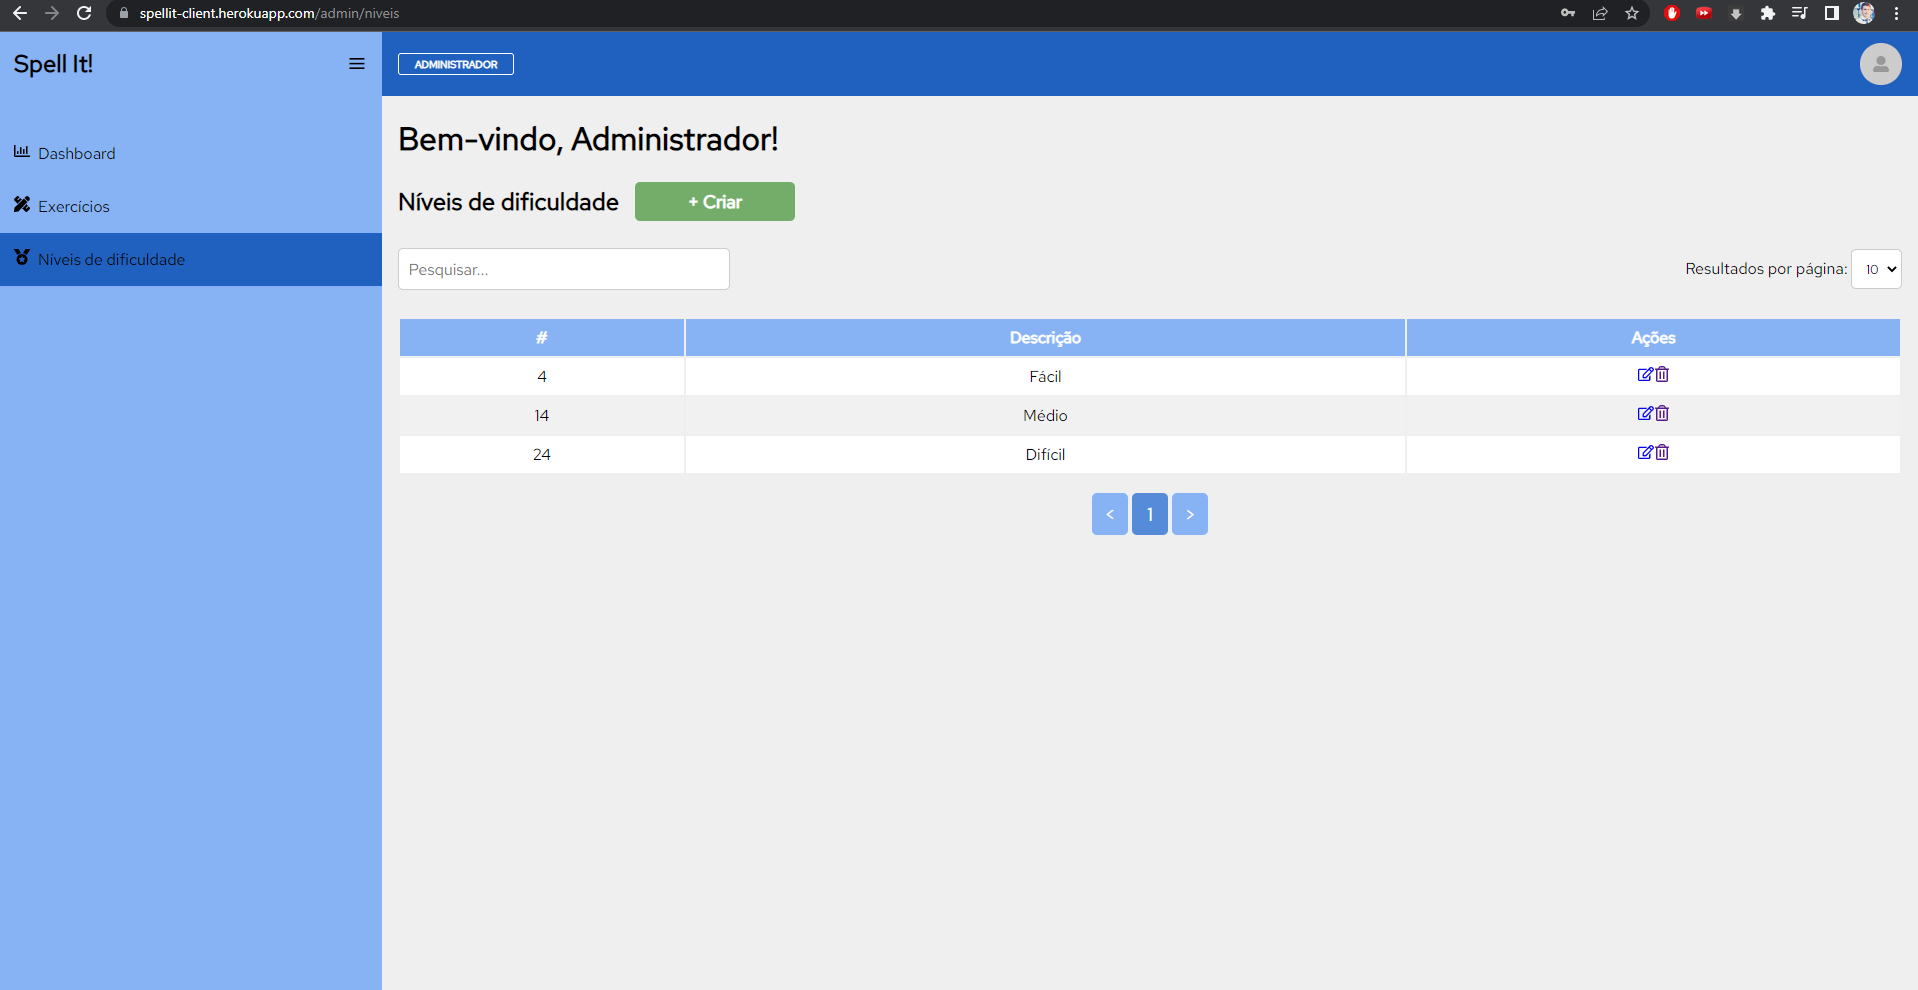 spellit-client.herokuapp.com/admin/niveis
Spell It!
ADMINISTRADOR
Dashboard
Exercícios
Níveis de dificuldade
Bem-vindo, Administrador!
Níveis de dificuldade + Criar
Pesquisar... Resultados por página: 10
# Descrição Ações
4 Fácil
14 Médio
24 Difícil
< 1 >